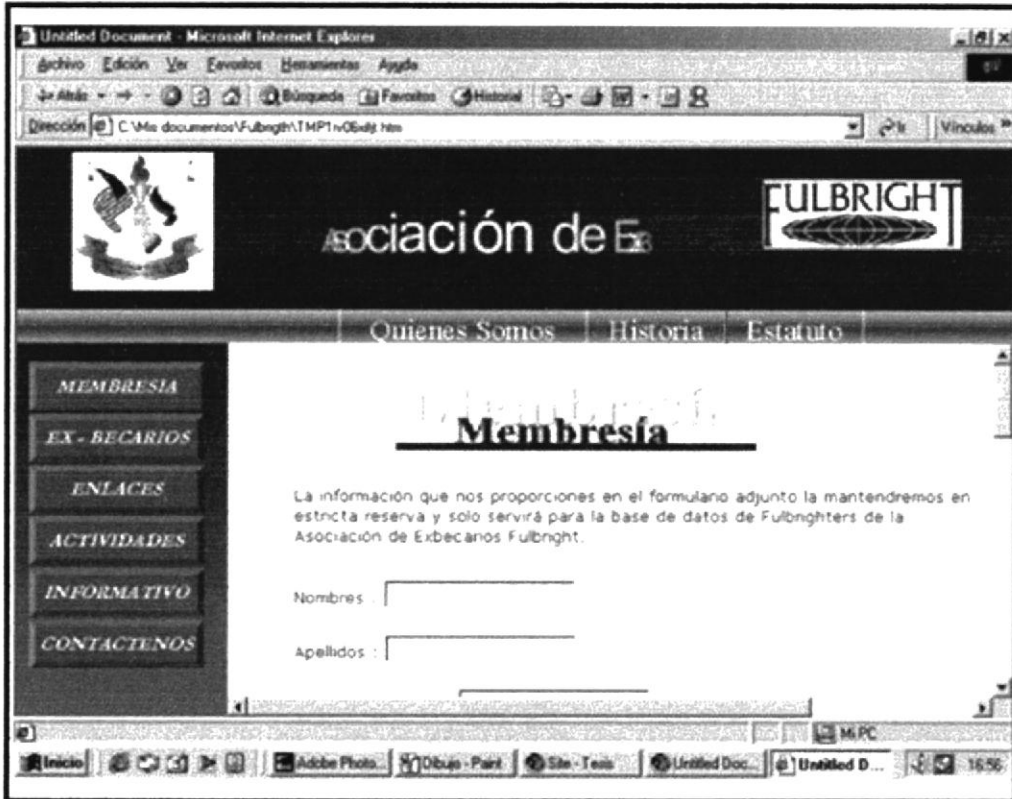 Untitled Document - Microsoft Internet Explorer
Archivo Edición Ver Favoritos Herramientas Ayuda
Atrás Búsqueda Favoritos Historial
Dirección C:\Mis documentos\Fulbrigth\ Ir Vínculos »
FULBRIGHT
Asociación de Ex
Quienes Somos Historia Estatuto
MEMBRESIA
EX - BECARIOS
ENLACES
ACTIVIDADES
INFORMATIVO
CONTACTENOS
Membresía
La información que nos proporciones en el formulario adjunto la mantendremos en
estricta reserva y solo servirá para la base de datos de Fulbrighters de la
Asociación de Exbecarios Fulbright.
Nombres :
Apellidos :
Mi PC
Inicio Adobe Photo... Dibujo - Paint Site - Tesis Untitled Doc... Untitled D... 16:56